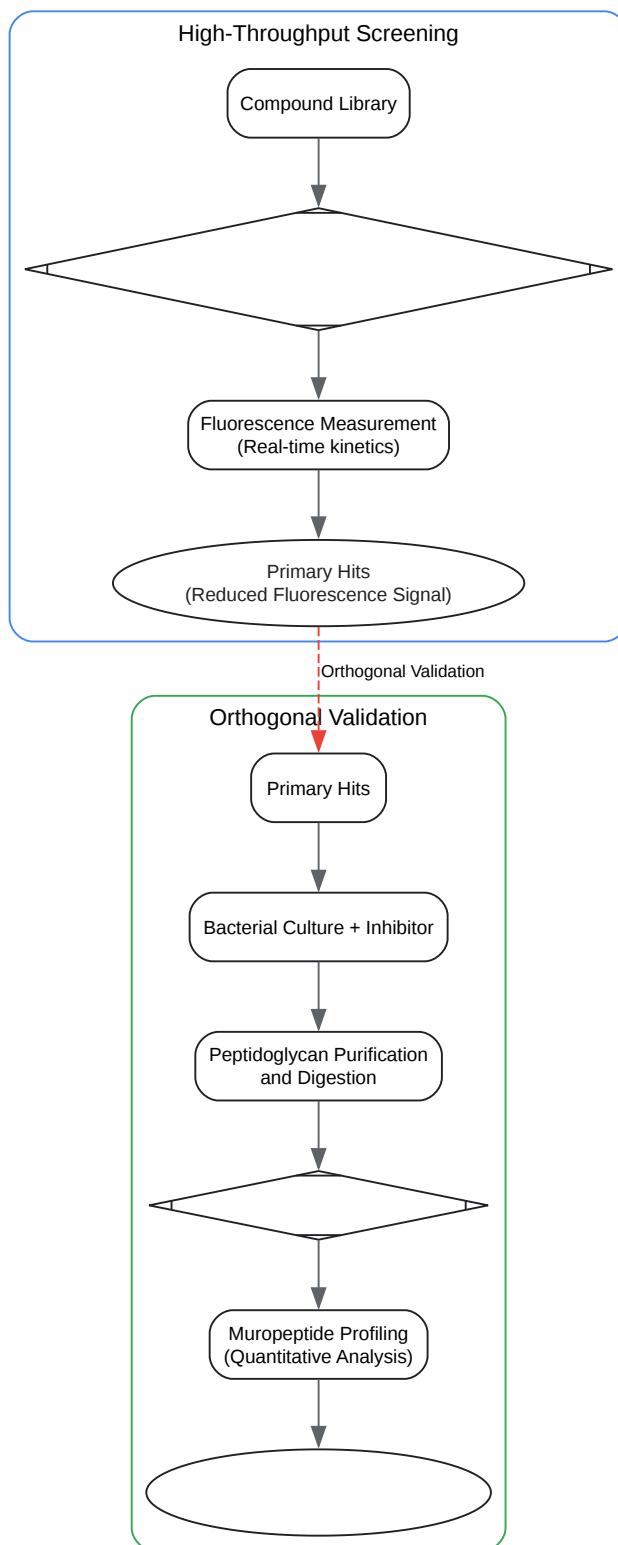 High-Throughput Screening
Compound Library
Fluorescence Measurement
(Real-time kinetics)
Primary Hits
(Reduced Fluorescence Signal)
Orthogonal Validation
Orthogonal Validation
Primary Hits
Bacterial Culture + Inhibitor
Peptidoglycan Purification
and Digestion
Muropeptide Profiling
(Quantitative Analysis)